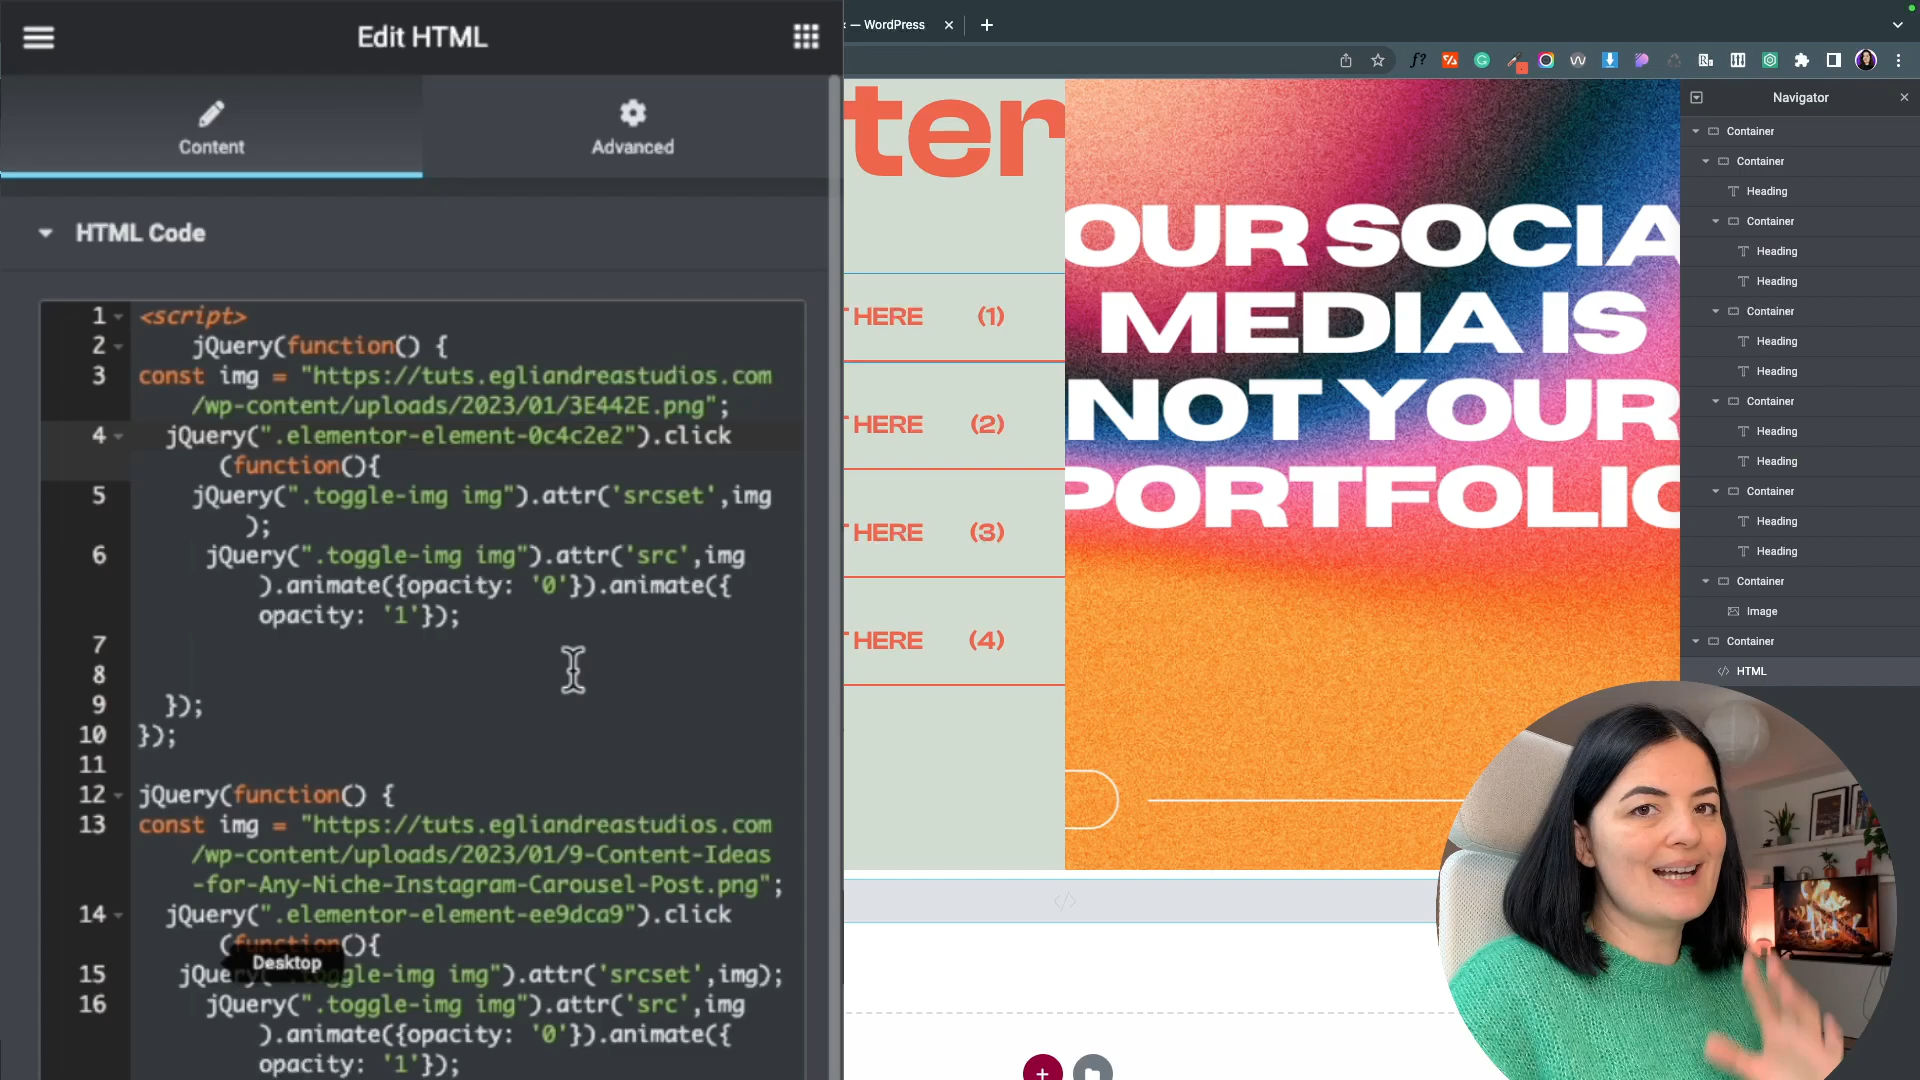 Edit HTML
Content
Advanced
HTML Code
1 <script>
2 jQuery(function() {
3 const img = "https://tuts.egliandreastudios.com
/wp-content/uploads/2023/01/3E442E.png";
4 jQuery(".elementor-element-0c4c2e2").click
(function(){
5 jQuery(".toggle-img img").attr('srcset',img
);
6 jQuery(".toggle-img img").attr('src',img
).animate({opacity: '0'}).animate({
opacity: '1'});
7
8
9 });
10 });
11
12 jQuery(function() {
13 const img = "https://tuts.egliandreastudios.com
/wp-content/uploads/2023/01/9-Content-Ideas
-for-Any-Niche-Instagram-Carousel-Post.png";
14 jQuery(".elementor-element-ee9dca9").click
(function(){
Desktop
15 jQuery(".toggle-img img").attr('srcset',img);
16 jQuery(".toggle-img img").attr('src',img
).animate({opacity: '0'}).animate({
opacity: '1'});
— WordPress
ter
HERE (1)
HERE (2)
HERE (3)
HERE (4)
OUR SOCIA
MEDIA IS
NOT YOUR
PORTFOLIO
Navigator
Container
Container
Heading
Container
Heading
Heading
Container
Heading
Heading
Container
Heading
Heading
Container
Heading
Heading
Container
Image
Container
HTML